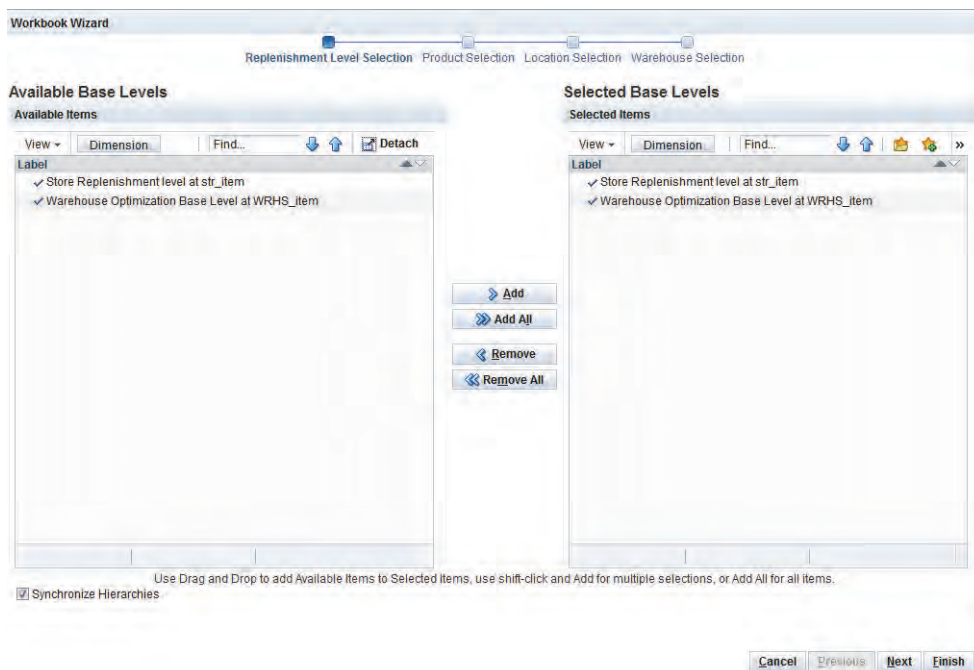 Workbook Wizard
Replenishment Level Selection Product Selection Location Selection Warehouse Selection
Available Base Levels
Available Items
View Dimension Find... Detach
Label
Store Replenishment level at str_item
Warehouse Optimization Base Level at WRHS_item
Add
Add All
Remove
Remove All
Selected Base Levels
Selected Items
View Dimension Find... »
Label
Store Replenishment level at str_item
Warehouse Optimization Base Level at WRHS_item
Use Drag and Drop to add Available Items to Selected Items, use shift-click and Add for multiple selections, or Add All for all items.
Synchronize Hierarchies
Cancel Previous Next Finish